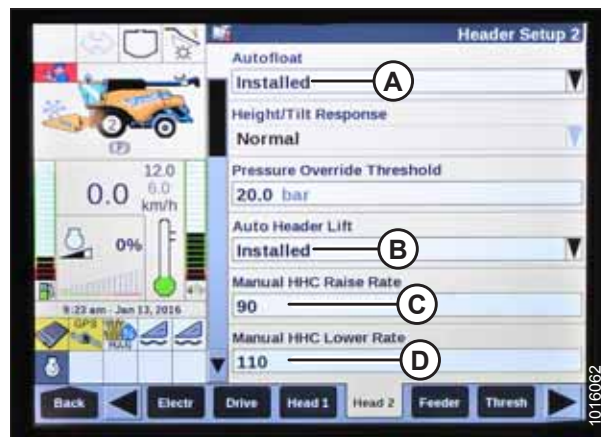 Header Setup 2
Autofloat
Installed
A
Height/Tilt Response
Normal
Pressure Override Threshold
20.0 bar
Auto Header Lift
Installed
B
Manual HHC Raise Rate
90
C
Manual HHC Lower Rate
110
D
2
(P)
0.0
12.0
6.0
km/h
0%
9:23 am - Jan 13, 2016
GPS
Back
Electr
Drive
Head 1
Head 2
Feeder
Thresh
1016062